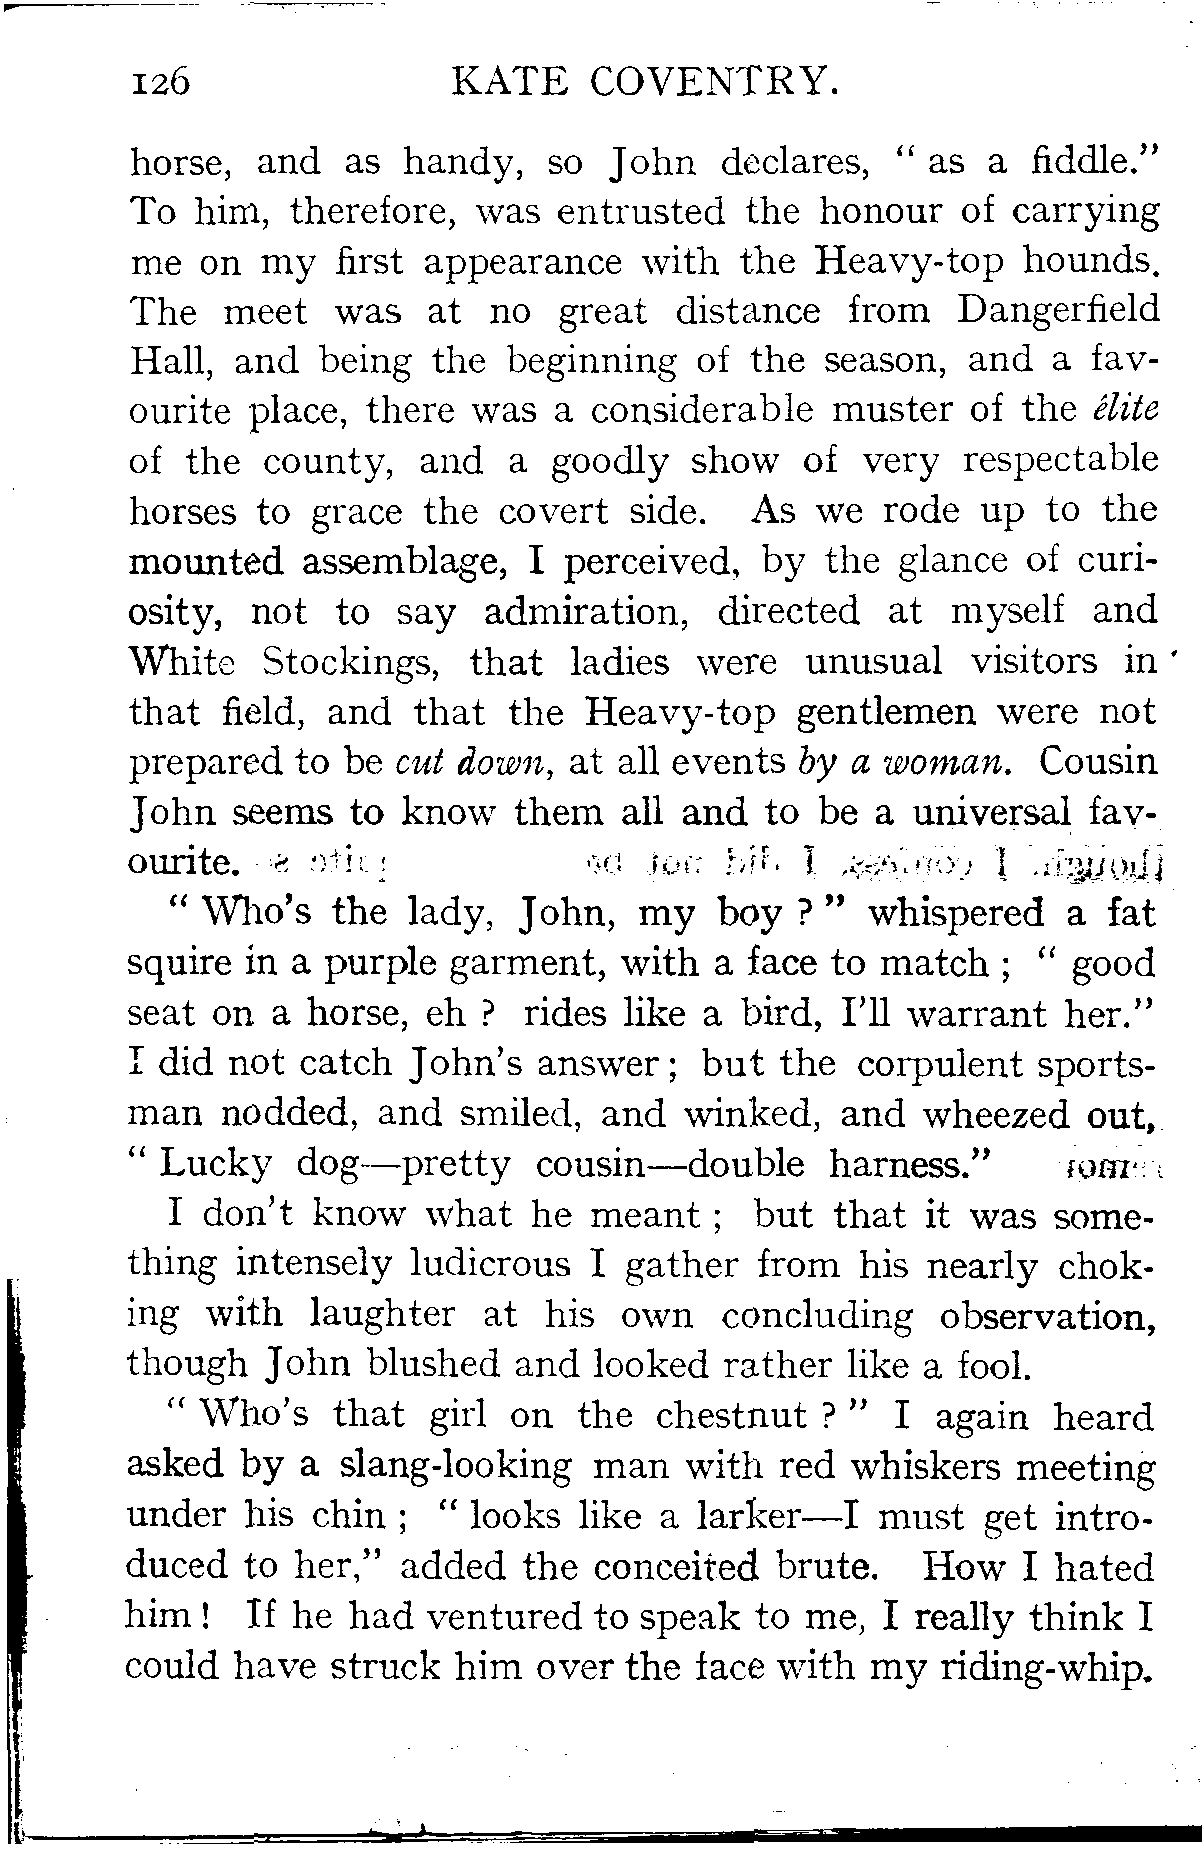 126 KATE COVENTRY.
horse, and as handy, so John declares, " as a fiddle."
To him, therefore, was entrusted the honour of carrying
me on my first appearance with the Heavy-top hounds.
The meet was at no great distance from Dangerfield
Hall, and being the beginning of the season, and a fav-
ourite place, there was a considerable muster of the élite
of the county, and a goodly show of very respectable
horses to grace the covert side. As we rode up to the
mounted assemblage, I perceived, by the glance of curi-
osity, not to say admiration, directed at myself and
White Stockings, that ladies were unusual visitors in
that field, and that the Heavy-top gentlemen were not
prepared to be cut down, at all events by a woman. Cousin
John seems to know them all and to be a universal fav-
ourite.
" Who's the lady, John, my boy ? " whispered a fat
squire in a purple garment, with a face to match ; " good
seat on a horse, eh ? rides like a bird, I'll warrant her."
I did not catch John's answer ; but the corpulent sports-
man nodded, and smiled, and winked, and wheezed out,
" Lucky dog—pretty cousin—double harness."
I don't know what he meant ; but that it was some-
thing intensely ludicrous I gather from his nearly chok-
ing with laughter at his own concluding observation,
though John blushed and looked rather like a fool.
" Who's that girl on the chestnut ? " I again heard
asked by a slang-looking man with red whiskers meeting
under his chin ; " looks like a larker—I must get intro-
duced to her," added the conceited brute. How I hated
him ! If he had ventured to speak to me, I really think I
could have struck him over the face with my riding-whip.